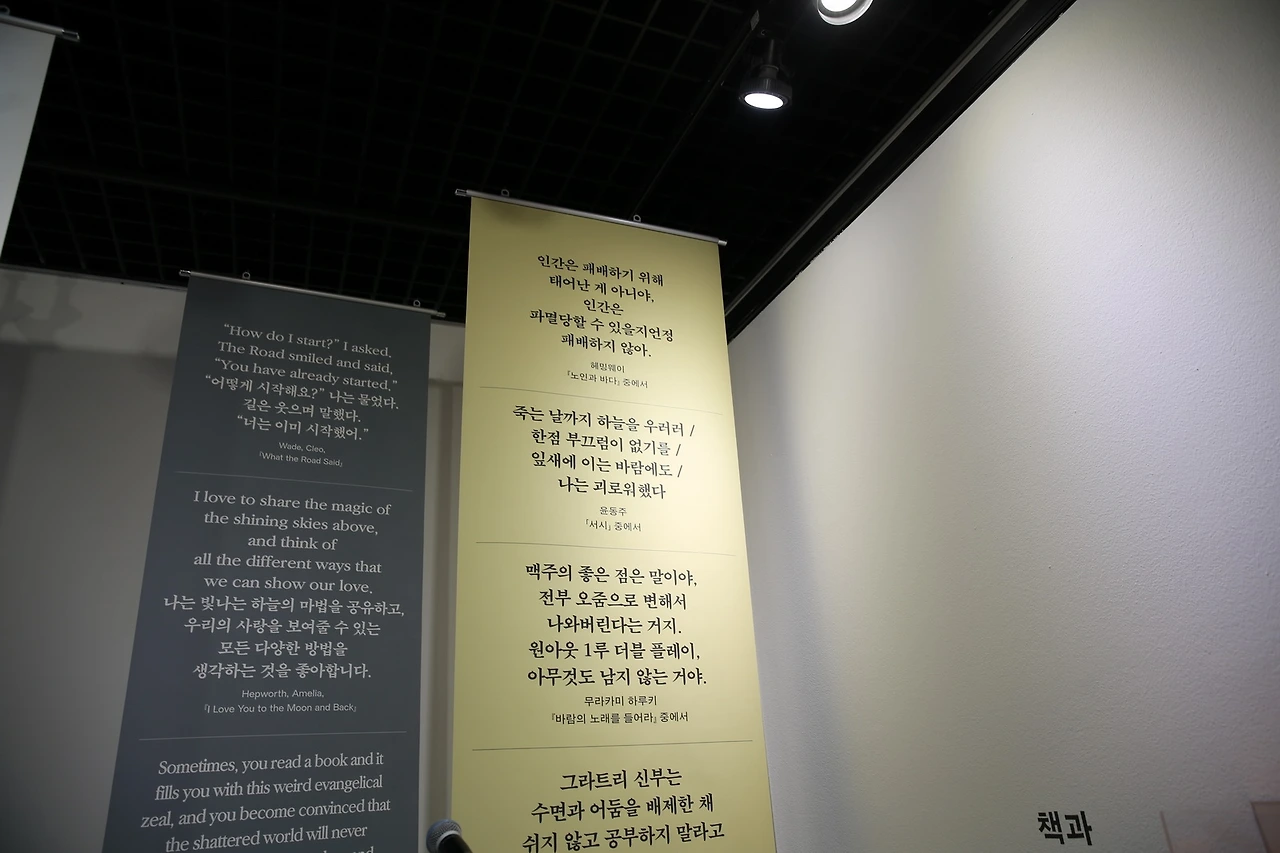 “How do I start?” I asked.
The Road smiled and said,
“You have already started.”
“어떻게 시작해요?” 나는 물었다.
길은 웃으며 말했다.
“너는 이미 시작했어.”
Wade, Cleo,
『What the Road Said』
I love to share the magic of
the shining skies above,
and think of
all the different ways that
we can show our love.
나는 빛나는 하늘의 마법을 공유하고,
우리의 사랑을 보여줄 수 있는
모든 다양한 방법을
생각하는 것을 좋아합니다.
Hepworth, Amelia,
『I Love You to the Moon and Back』
Sometimes, you read a book and it
fills you with this weird evangelical
zeal, and you become convinced that
the shattered world will never
인간은 패배하기 위해
태어난 게 아니야,
인간은
파멸당할 수 있을지언정
패배하지 않아.
헤밍웨이
『노인과 바다』 중에서
죽는 날까지 하늘을 우러러 /
한점 부끄럼이 없기를 /
잎새에 이는 바람에도 /
나는 괴로워했다
윤동주
「서시」 중에서
맥주의 좋은 점은 말이야,
전부 오줌으로 변해서
나와버린다는 거지.
원아웃 1루 더블 플레이,
아무것도 남지 않는 거야.
무라카미 하루키
『바람의 노래를 들어라』 중에서
그라트리 신부는
수면과 어둠을 배제한 채
쉬지 않고 공부하지 말라고
책과